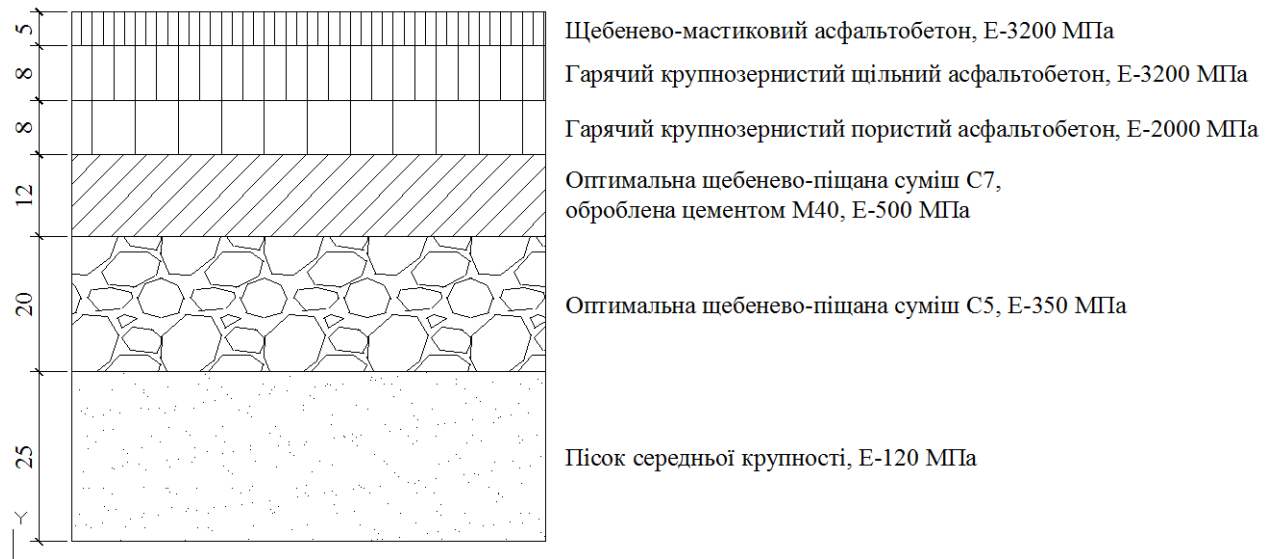 5
Щебенево-мастиковий асфальтобетон, Е-3200 МПа
8
Гарячий крупнозернистий щільний асфальтобетон, Е-3200 МПа
8
Гарячий крупнозернистий пористий асфальтобетон, Е-2000 МПа
12
Оптимальна щебенево-піщана суміш С7,
оброблена цементом М40, Е-500 МПа
20
Оптимальна щебенево-піщана суміш С5, Е-350 МПа
25
Пісок середньої крупності, Е-120 МПа
Y